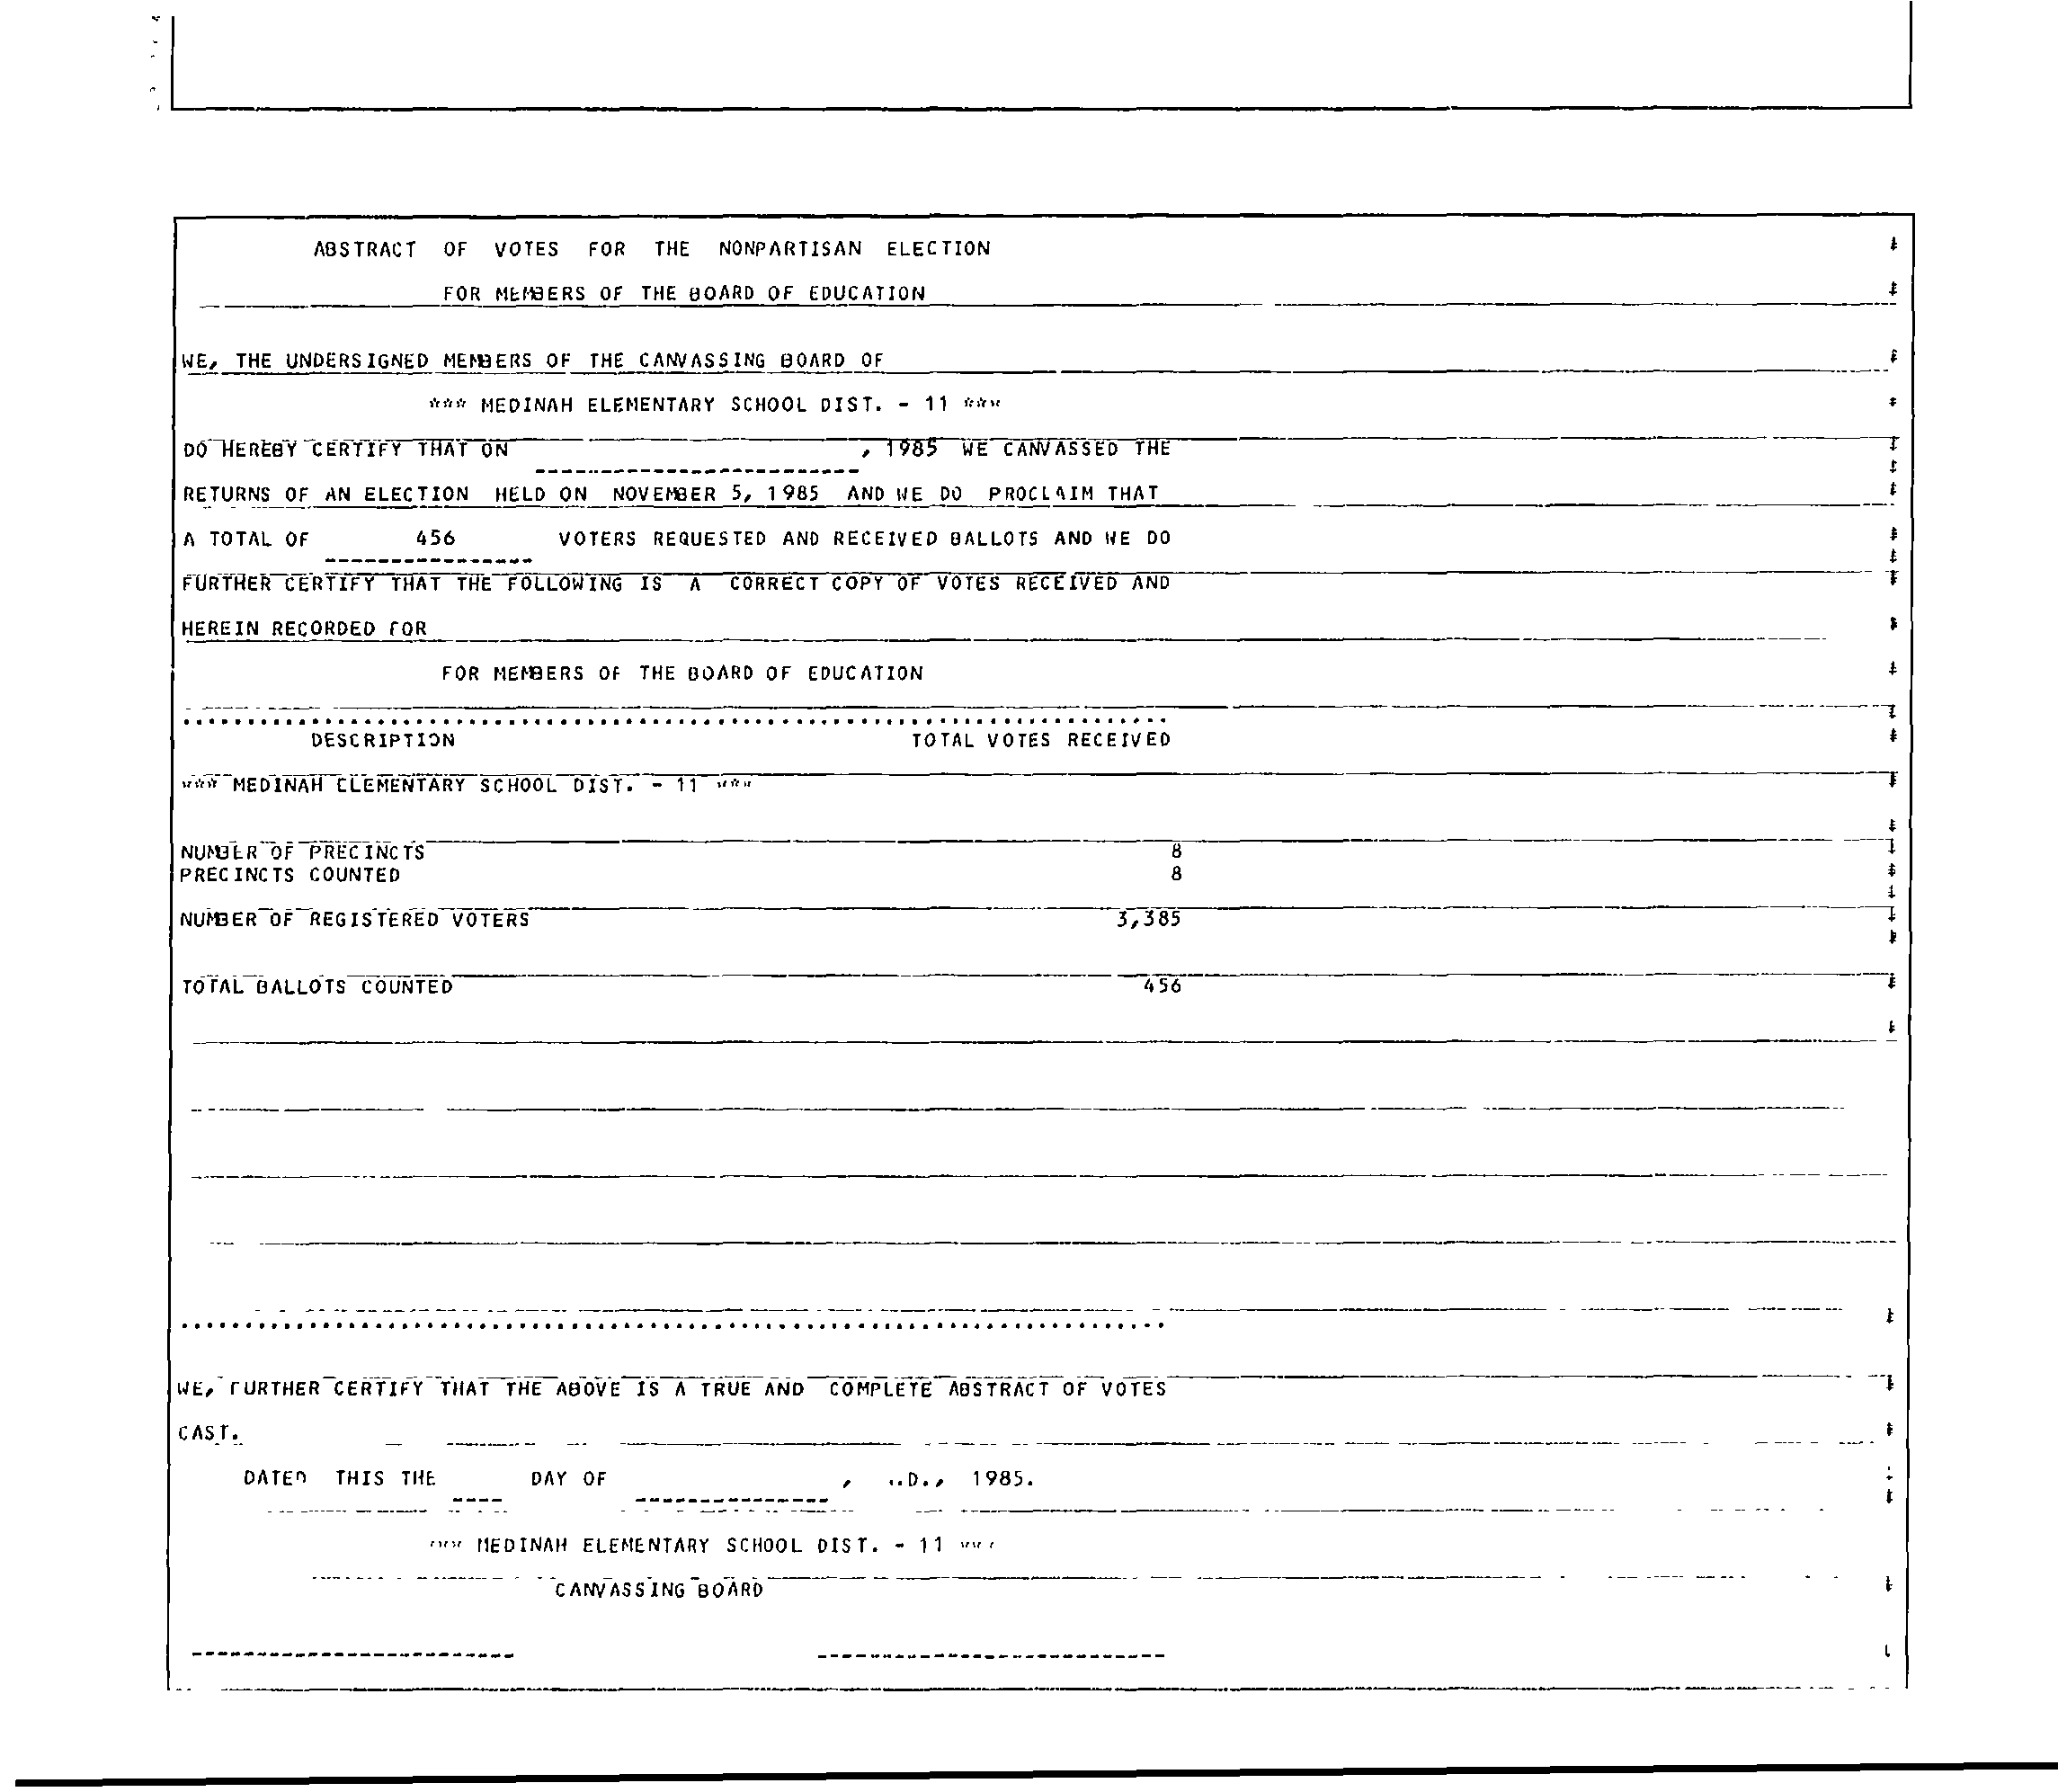 ABSTRACT OF VOTES FOR THE NONPARTISAN ELECTION
FOR MEMBERS OF THE BOARD OF EDUCATION
WE, THE UNDERSIGNED MEMBERS OF THE CANVASSING BOARD OF
*** MEDINAH ELEMENTARY SCHOOL DIST. - 11 ***
DO HEREBY CERTIFY THAT ON , 1985 WE CANVASSED THE
RETURNS OF AN ELECTION HELD ON NOVEMBER 5, 1985 AND WE DO PROCLAIM THAT
A TOTAL OF 456 VOTERS REQUESTED AND RECEIVED BALLOTS AND WE DO
FURTHER CERTIFY THAT THE FOLLOWING IS A CORRECT COPY OF VOTES RECEIVED AND
HEREIN RECORDED FOR
FOR MEMBERS OF THE BOARD OF EDUCATION
DESCRIPTION TOTAL VOTES RECEIVED
*** MEDINAH ELEMENTARY SCHOOL DIST. - 11 ***
NUMBER OF PRECINCTS 8
PRECINCTS COUNTED 8
NUMBER OF REGISTERED VOTERS 3,385
TOTAL BALLOTS COUNTED 456
WE, FURTHER CERTIFY THAT THE ABOVE IS A TRUE AND COMPLETE ABSTRACT OF VOTES
CAST.
DATED THIS THE DAY OF , .D., 1985.
*** MEDINAH ELEMENTARY SCHOOL DIST. - 11 ***
CANVASSING BOARD